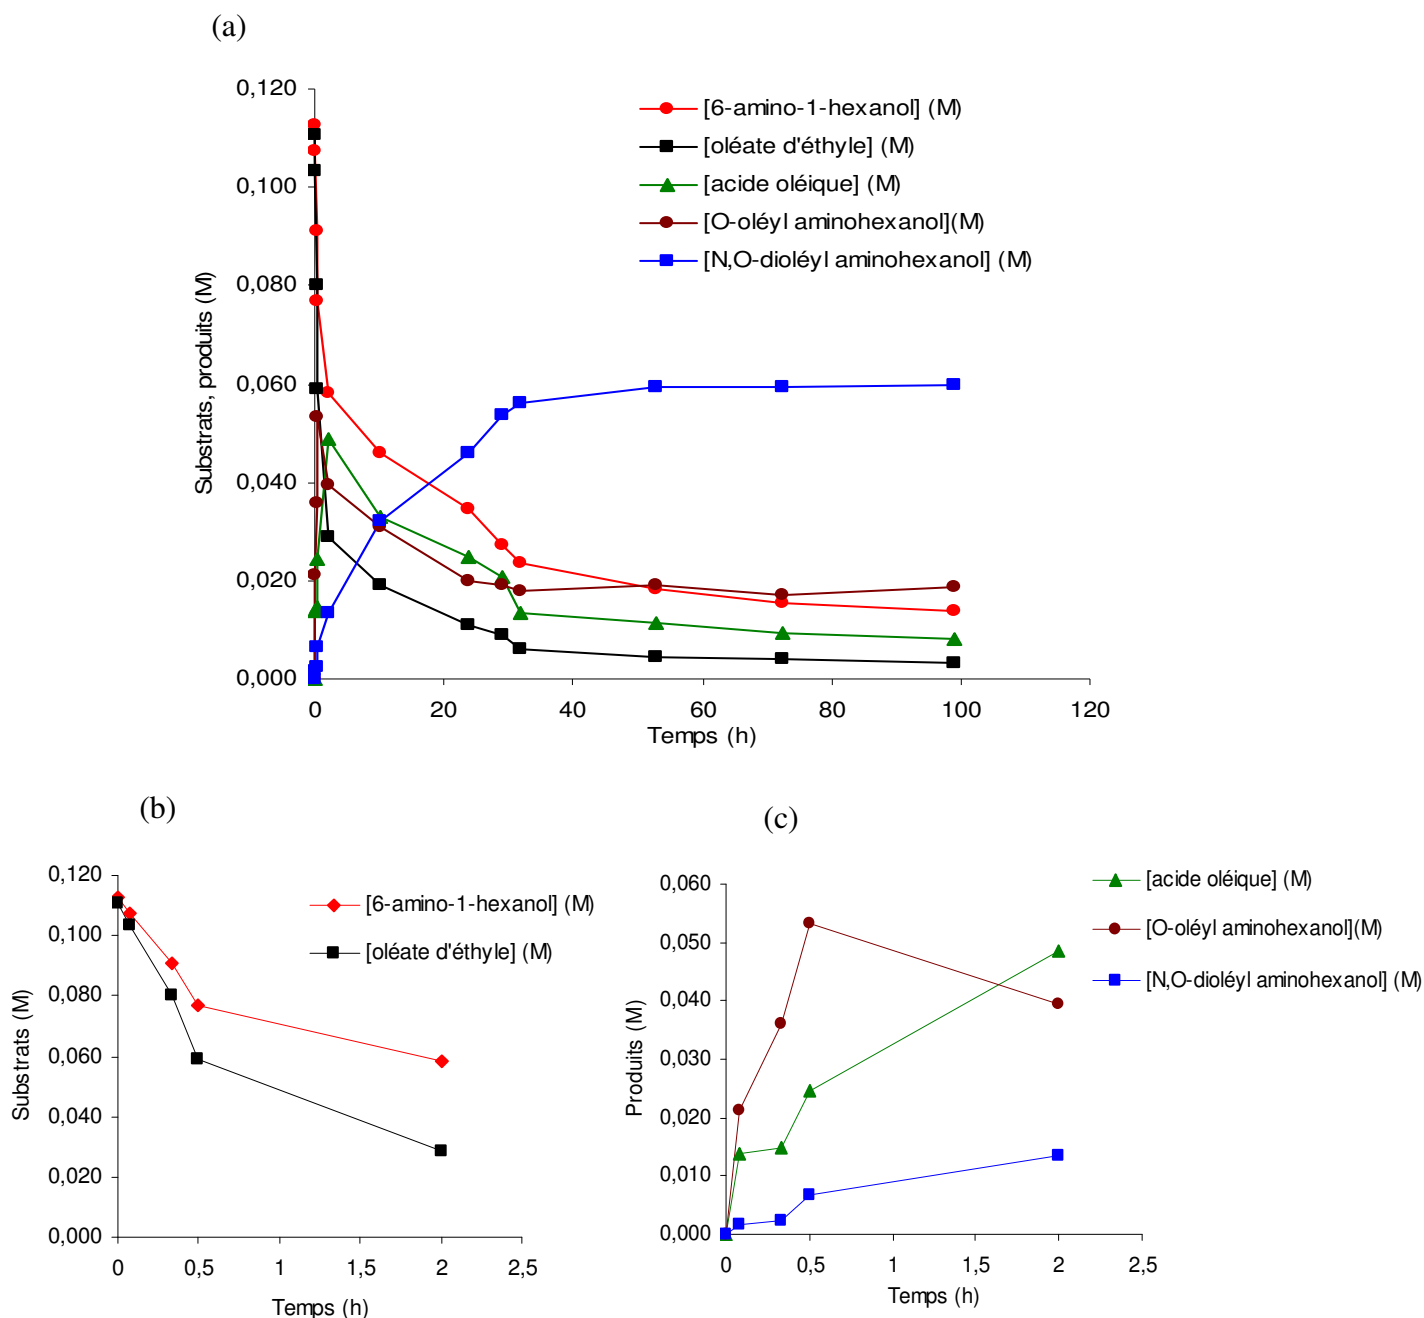 (a)
0,120
0,100
0,080
0,060
0,040
0,020
0,000
Substrats, produits (M)
[6-amino-1-hexanol] (M)
[oléate d'éthyle] (M)
[acide oléique] (M)
[O-oléyl aminohexanol](M)
[N,O-dioléyl aminohexanol] (M)
0 20 40 60 80 100 120
Temps (h)
(b)
0,120
0,100
0,080
0,060
0,040
0,020
0,000
Substrats (M)
[6-amino-1-hexanol] (M)
[oléate d'éthyle] (M)
0 0,5 1 1,5 2 2,5
Temps (h)
(c)
0,060
0,050
0,040
0,030
0,020
0,010
0,000
Produits (M)
[acide oléique] (M)
[O-oléyl aminohexanol](M)
[N,O-dioléyl aminohexanol] (M)
0 0,5 1 1,5 2 2,5
Temps (h)